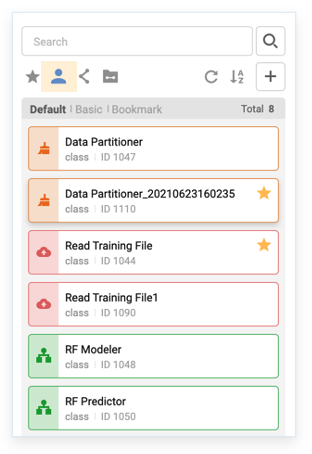 Search
Default | Basic | Bookmark Total 8
Data Partitioner
class | ID 1047
Data Partitioner_20210623160235
class | ID 1110
Read Training File
class | ID 1044
Read Training File1
class | ID 1090
RF Modeler
class | ID 1048
RF Predictor
class | ID 1050